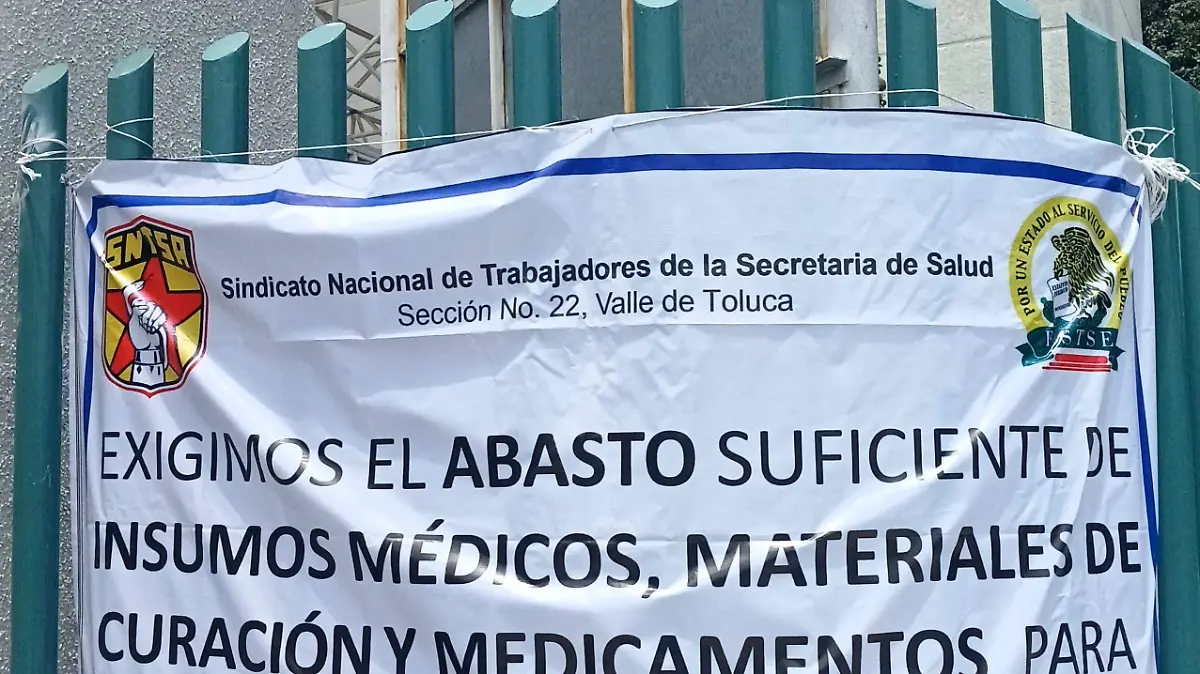 SNTSA
Sindicato Nacional de Trabajadores de la Secretaria de Salud
Sección No. 22, Valle de Toluca
POR UN ESTADO AL SERVICIO DEL PUEBLO
FSTSE
EXIGIMOS EL ABASTO SUFICIENTE DE
INSUMOS MÉDICOS, MATERIALES DE
CURACIÓN Y MEDICAMENTOS PARA